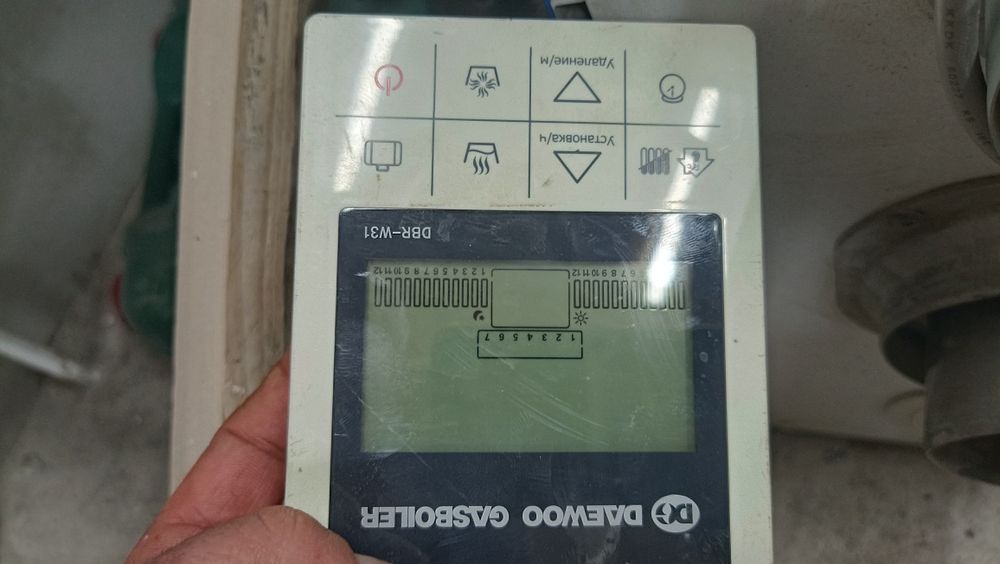 DG DAEWOO GASBOILER
1 2 3 4 5 6 7
6 7 8 9 10 11 12 1 2 3 4 5 6 7 8 9 10 11 12
DBR-W31
Установка/ч
Удаление/м